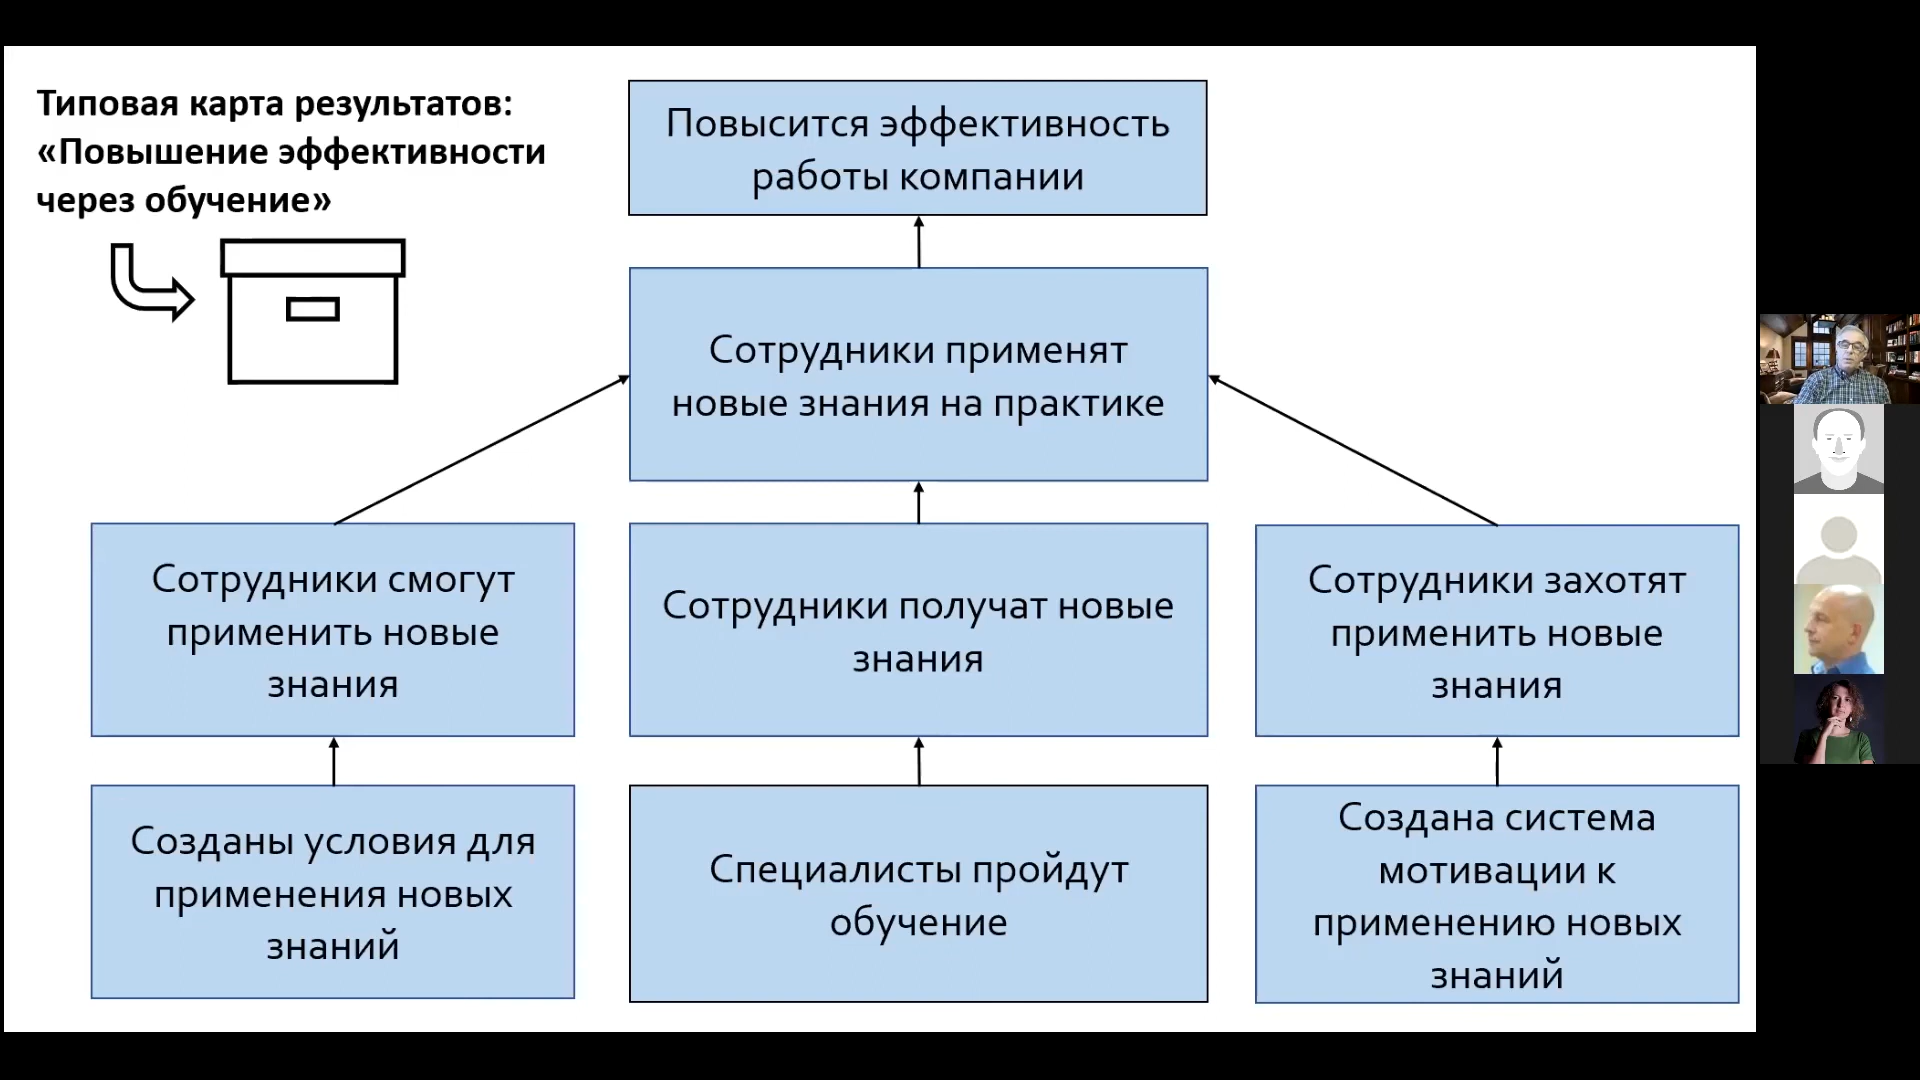 Типовая карта результатов:
«Повышение эффективности
через обучение»
Повысится эффективность
работы компании
Сотрудники применят
новые знания на практике
Сотрудники смогут
применить новые
знания
Сотрудники получат новые
знания
Сотрудники захотят
применить новые
знания
Созданы условия для
применения новых
знаний
Специалисты пройдут
обучение
Создана система
мотивации к
применению новых
знаний